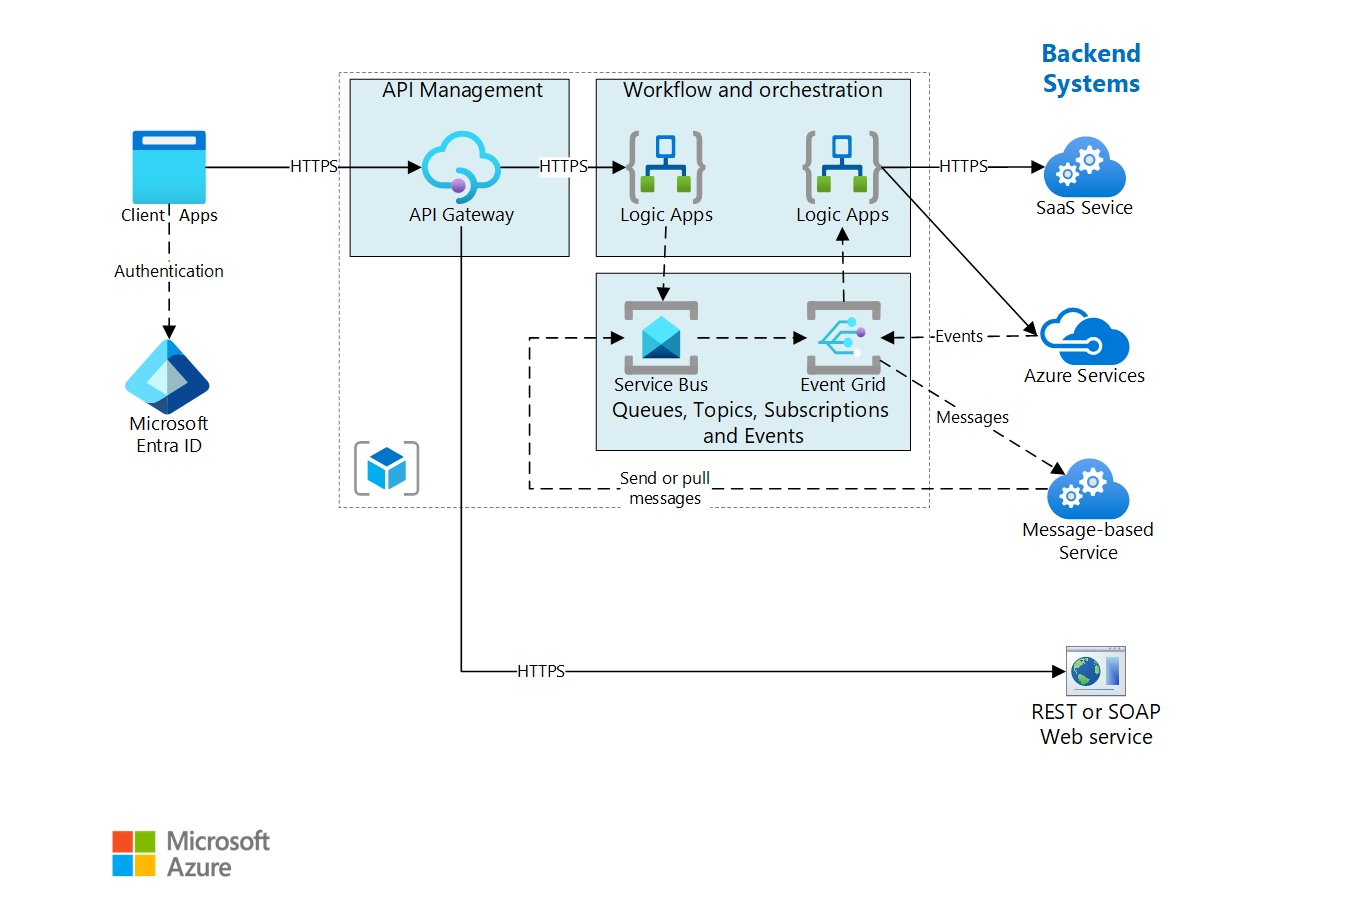 Backend
Systems
API Management
Workflow and orchestration
HTTPS
HTTPS
HTTPS
Client Apps
API Gateway
Logic Apps
Logic Apps
SaaS Sevice
Authentication
Events
Service Bus
Event Grid
Azure Services
Queues, Topics, Subscriptions
and Events
Messages
Microsoft
Entra ID
Send or pull
messages
Message-based
Service
HTTPS
REST or SOAP
Web service
Microsoft
Azure